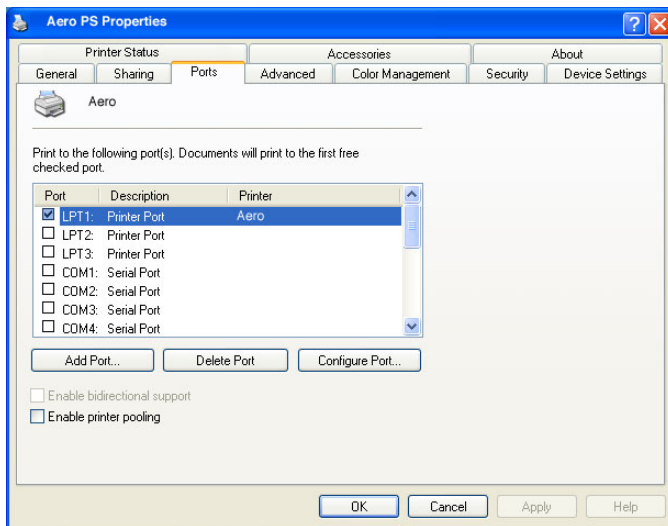 Aero PS Properties
Printer Status Accessories About
General Sharing Ports Advanced Color Management Security Device Settings
Aero
Print to the following port(s). Documents will print to the first free
checked port.
Port Description Printer
LPT1: Printer Port Aero
LPT2: Printer Port
LPT3: Printer Port
COM1: Serial Port
COM2: Serial Port
COM3: Serial Port
COM4: Serial Port
Add Port... Delete Port Configure Port...
Enable bidirectional support
Enable printer pooling
OK Cancel Apply Help